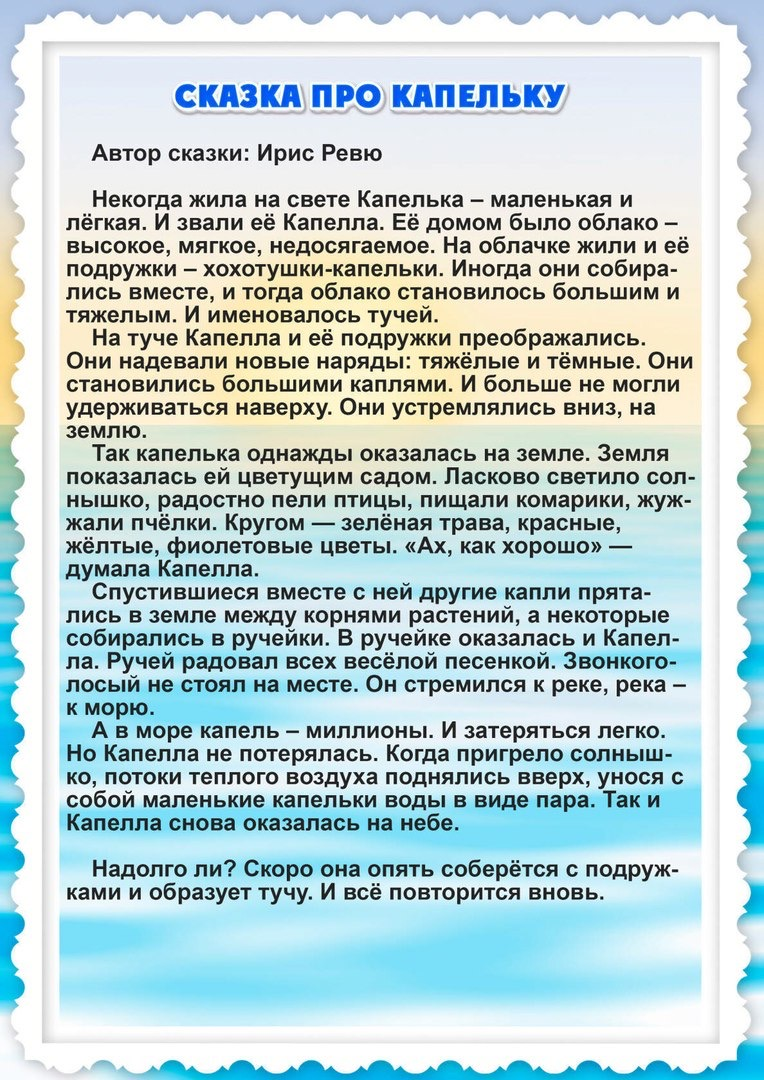 СКАЗКА ПРО КАПЕЛЬКУ
Автор сказки: Ирис Ревю
Некогда жила на свете Капелька – маленькая и
лёгкая. И звали её Капелла. Её домом было облако –
высокое, мягкое, недосягаемое. На облачке жили и её
подружки – хохотушки-капельки. Иногда они собира-
лись вместе, и тогда облако становилось большим и
тяжелым. И именовалось тучей.
На туче Капелла и её подружки преображались.
Они надевали новые наряды: тяжёлые и тёмные. Они
становились большими каплями. И больше не могли
удерживаться наверху. Они устремлялись вниз, на
землю.
Так капелька однажды оказалась на земле. Земля
показалась ей цветущим садом. Ласково светило сол-
нышко, радостно пели птицы, пищали комарики, жуж-
жали пчёлки. Кругом — зелёная трава, красные,
жёлтые, фиолетовые цветы. «Ах, как хорошо» —
думала Капелла.
Спустившиеся вместе с ней другие капли прята-
лись в земле между корнями растений, а некоторые
собирались в ручейки. В ручейке оказалась и Капел-
ла. Ручей радовал всех весёлой песенкой. Звонкого-
лосый не стоял на месте. Он стремился к реке, река –
к морю.
А в море капель – миллионы. И затеряться легко.
Но Капелла не потерялась. Когда пригрело солныш-
ко, потоки теплого воздуха поднялись вверх, унося с
собой маленькие капельки воды в виде пара. Так и
Капелла снова оказалась на небе.
Надолго ли? Скоро она опять соберётся с подруж-
ками и образует тучу. И всё повторится вновь.